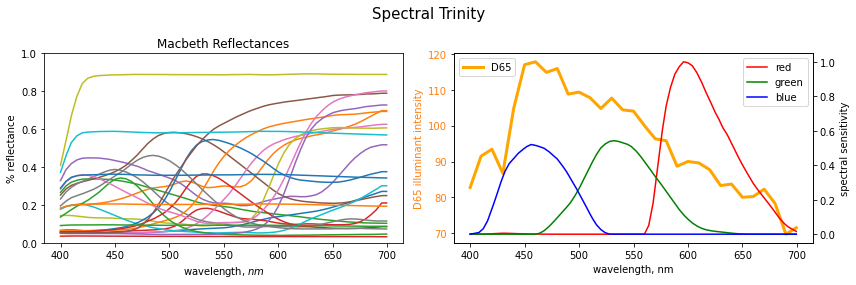 Spectral Trinity
Macbeth Reflectances
% reflectance
1.0
0.8
0.6
0.4
0.2
0.0
400
450
500
550
600
650
700
wavelength, nm
D65 illuminant intensity
120
110
100
90
80
70
D65
red
green
blue
1.0
0.8
0.6
0.4
0.2
0.0
spectral sensitivity
400
450
500
550
600
650
700
wavelength, nm